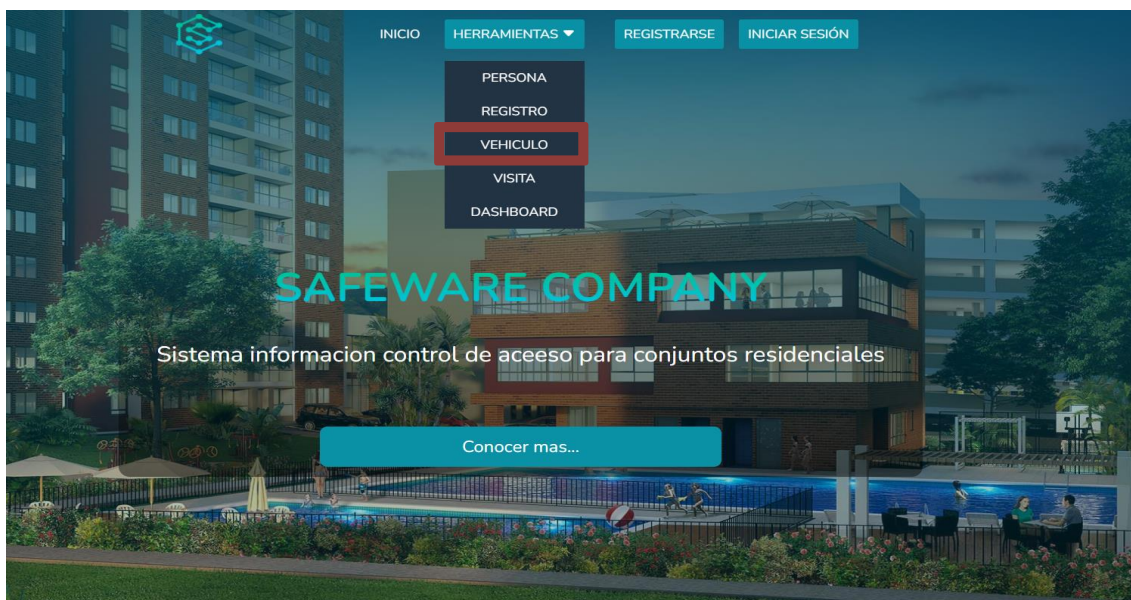 INICIO HERRAMIENTAS REGISTRARSE INICIAR SESIÓN
PERSONA
REGISTRO
VEHICULO
VISITA
DASHBOARD
SAFEWARE COMPANY
Sistema informacion control de aceeso para conjuntos residenciales
Conocer mas...